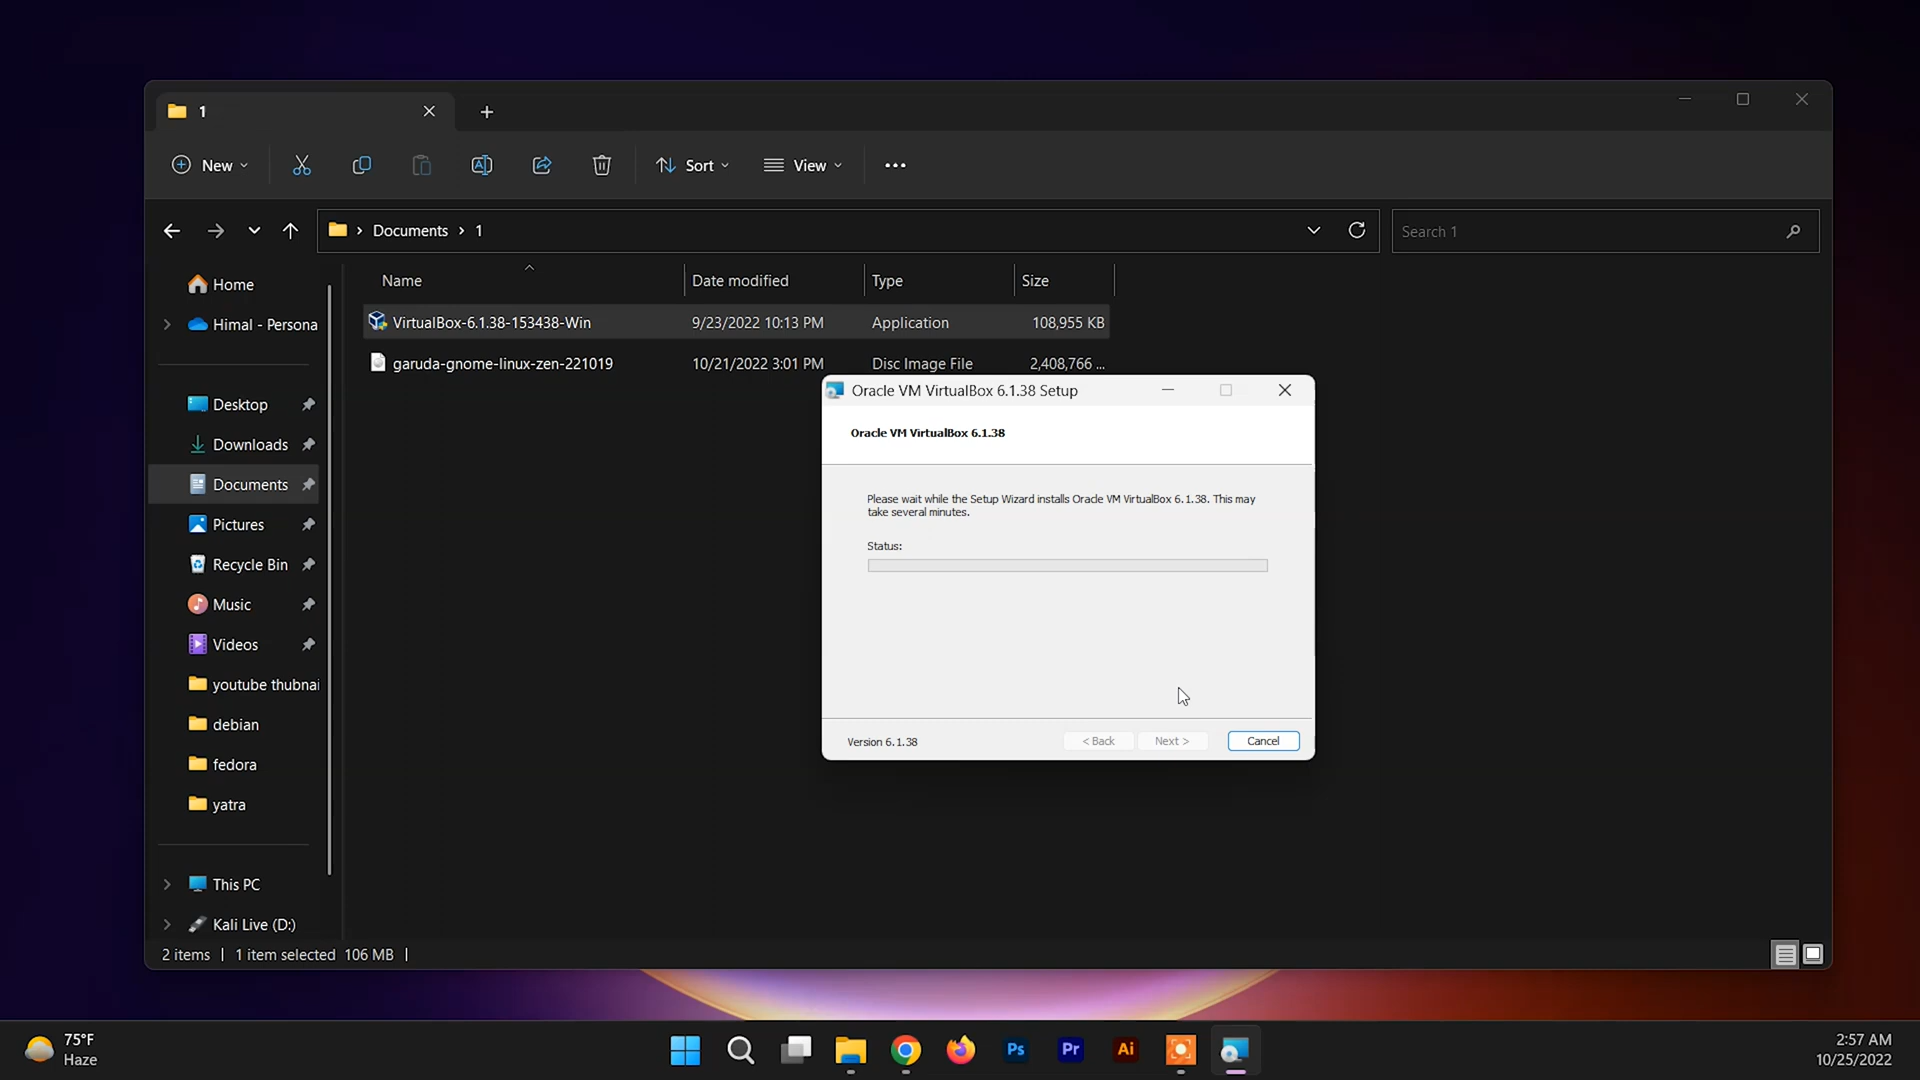 1
New
Sort
View
Documents
1
Search 1
Name
Date modified
Type
Size
Home
Himal - Persona
Desktop
Downloads
Documents
Pictures
Recycle Bin
Music
Videos
youtube thubnai
debian
fedora
yatra
This PC
Kali Live (D:)
VirtualBox-6.1.38-153438-Win 9/23/2022 10:13 PM Application 108,955 KB
garuda-gnome-linux-zen-221019 10/21/2022 3:01 PM Disc Image File 2,408,766 ...
Oracle VM VirtualBox 6.1.38 Setup
Oracle VM VirtualBox 6.1.38
Please wait while the Setup Wizard installs Oracle VM VirtualBox 6.1.38. This may
take several minutes.
Status:
Version 6.1.38
< Back
Next >
Cancel
2 items | 1 item selected 106 MB |
75°F
Haze
Ps
Pr
Ai
2:57 AM
10/25/2022